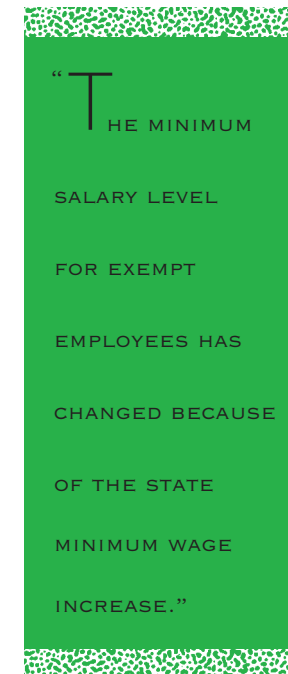 “THE MINIMUM
SALARY LEVEL
FOR EXEMPT
EMPLOYEES HAS
CHANGED BECAUSE
OF THE STATE
MINIMUM WAGE
INCREASE.”